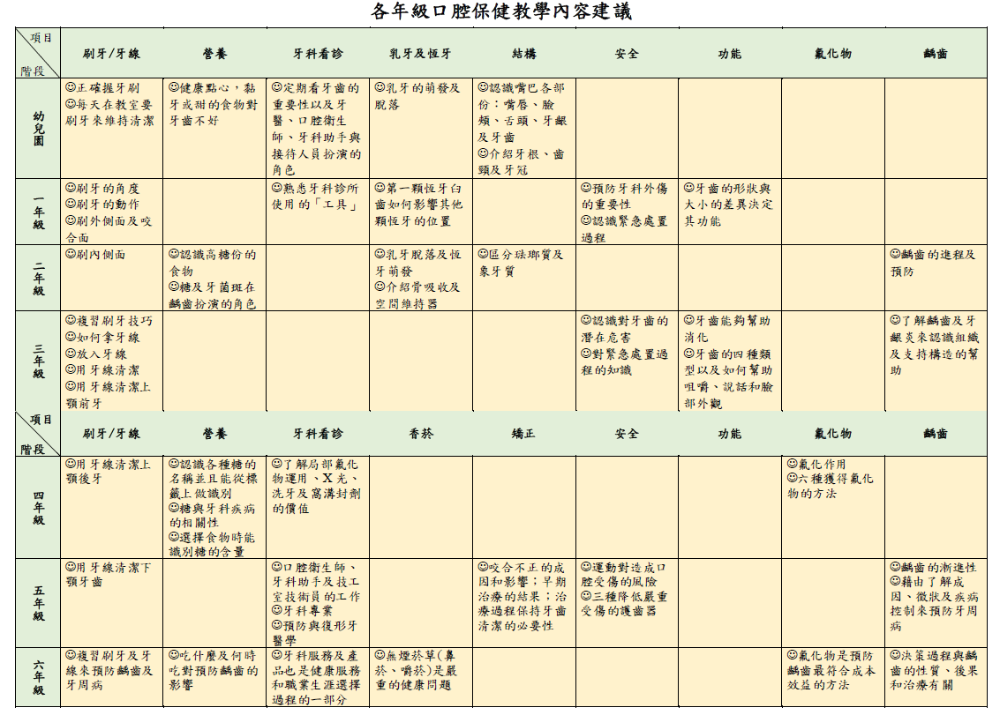 各年級口腔保健教學內容建議
項目
階段
刷牙/牙線
營養
牙科看診
乳牙及恆牙
結構
安全
功能
氟化物
齲齒
幼兒園
☺正確握牙刷
☺每天在教室要
刷牙來維持清潔
☺健康點心，黏
牙或甜的食物對
牙齒不好
☺定期看牙齒的
重要性以及牙
醫、口腔衛生
師、牙科助手與
接待人員扮演的
角色
☺乳牙的萌發及
脫落
☺認識嘴巴各部
份：嘴唇、臉
頰、舌頭、牙齦
及牙齒
☺介紹牙根、齒
頸及牙冠
一年級
☺刷牙的角度
☺刷牙的動作
☺刷外側面及咬
合面
☺熟悉牙科診所
使用的「工具」
☺第一顆恆牙臼
齒如何影響其他
顆恆牙的位置
☺預防牙科外傷
的重要性
☺認識緊急處置
過程
☺牙齒的形狀與
大小的差異決定
其功能
二年級
☺刷內側面
☺認識高糖份的
食物
☺糖及牙菌斑在
齲齒扮演的角色
☺乳牙脫落及恆
牙萌發
☺介紹骨吸收及
空間維持器
☺區分琺瑯質及
象牙質
☺齲齒的進程及
預防
三年級
☺複習刷牙技巧
☺如何拿牙線
☺放入牙線
☺用牙線清潔
☺用牙線清潔上
顎前牙
☺認識對牙齒的
潛在危害
☺對緊急處置過
程的知識
☺牙齒能夠幫助
消化
☺牙齒的四種類
型以及如何幫助
咀嚼、說話和臉
部外觀
☺了解齲齒及牙
齦炎來認識組織
及支持構造的幫
助
項目
階段
刷牙/牙線
營養
牙科看診
香菸
矯正
安全
功能
氟化物
齲齒
四年級
☺用牙線清潔上
顎後牙
☺認識各種糖的
名稱並且能從標
籤上做識別
☺糖與牙科疾病
的相關性
☺選擇食物時能
識別糖的含量
☺了解局部氟化
物運用、X光、
洗牙及窩溝封劑
的價值
☺氟化作用
☺六種獲得氟化
物的方法
五年級
☺用牙線清潔下
顎牙齒
☺口腔衛生師、
牙科助手及技工
室技術員的工作
☺牙科專業
☺預防與復形牙
醫學
☺咬合不正的成
因和影響；早期
治療的結果；治
療過程保持牙齒
清潔的必要性
☺運動對造成口
腔受傷的風險
☺三種降低嚴重
受傷的護齒器
☺齲齒的漸進性
☺藉由了解成
因、徵狀及疾病
控制來預防牙周
病
六年級
☺複習刷牙及牙
線來預防齲齒及
牙周病
☺吃什麼及何時
吃對預防齲齒的
影響
☺牙科服務及產
品也是健康服務
和職業生涯選擇
過程的一部分
☺無煙菸草(鼻
菸、嚼菸)是嚴
重的健康問題
☺氟化物是預防
齲齒最符合成本
效益的方法
☺決策過程與齲
齒的性質、後果
和治療有關